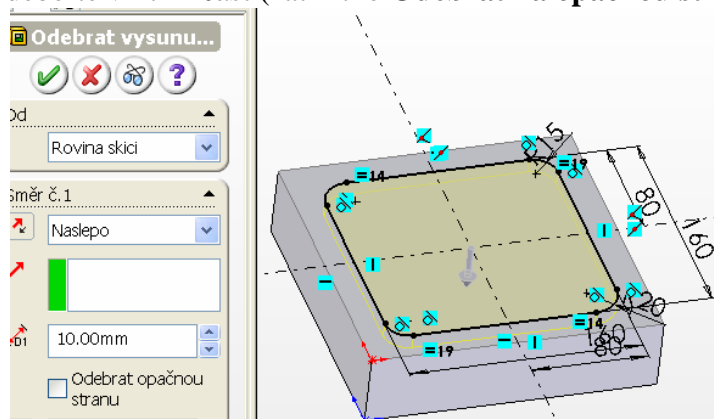 Odebrat vysunu...
Od
Rovina skici
Směr č.1
Naslepo
D1
10.00mm
Odebrat opačnou
stranu
=14
=19
80
160
=14
=19